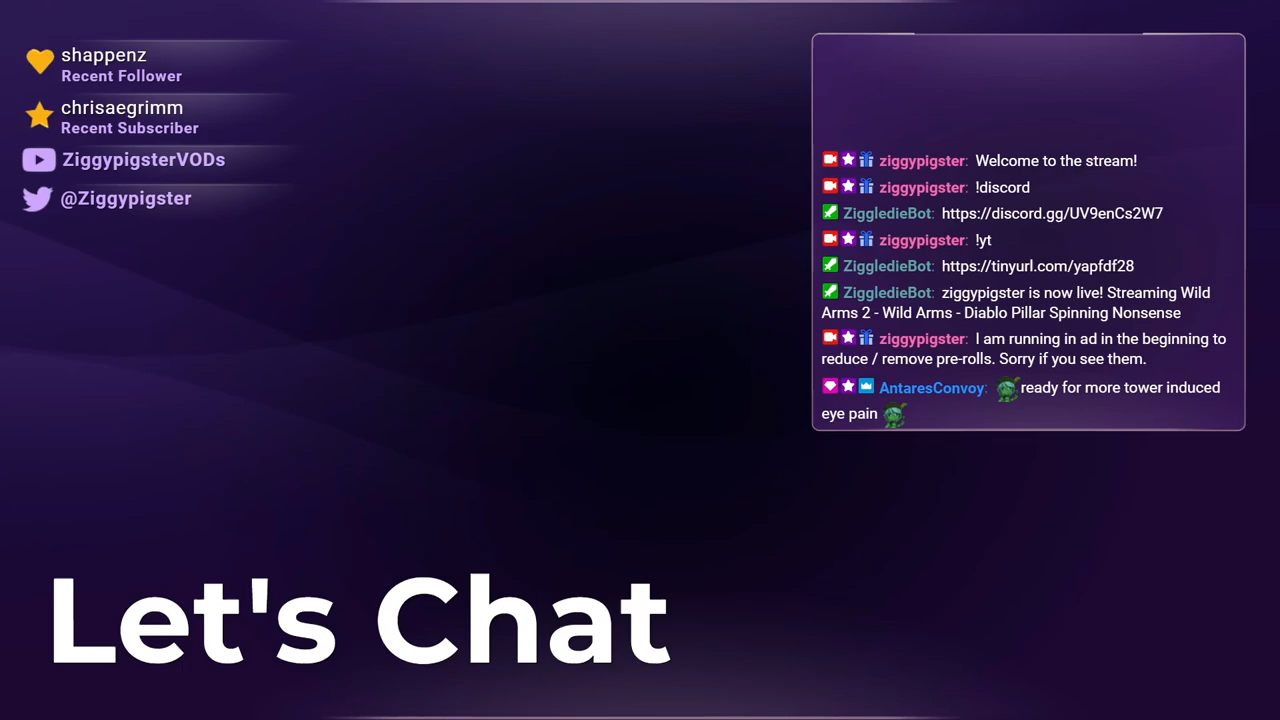 shappenz
Recent Follower
chrisaegrimm
Recent Subscriber
ZiggypigsterVODs
@Ziggypigster
ziggypigster: Welcome to the stream!
ziggypigster: !discord
ZiggledieBot: https://discord.gg/UV9enCs2W7
ziggypigster: !yt
ZiggledieBot: https://tinyurl.com/yapfdf28
ZiggledieBot: ziggypigster is now live! Streaming Wild
Arms 2 - Wild Arms - Diablo Pillar Spinning Nonsense
ziggypigster: I am running in ad in the beginning to
reduce / remove pre-rolls. Sorry if you see them.
AntaresConvoy: ready for more tower induced
eye pain
Let's Chat